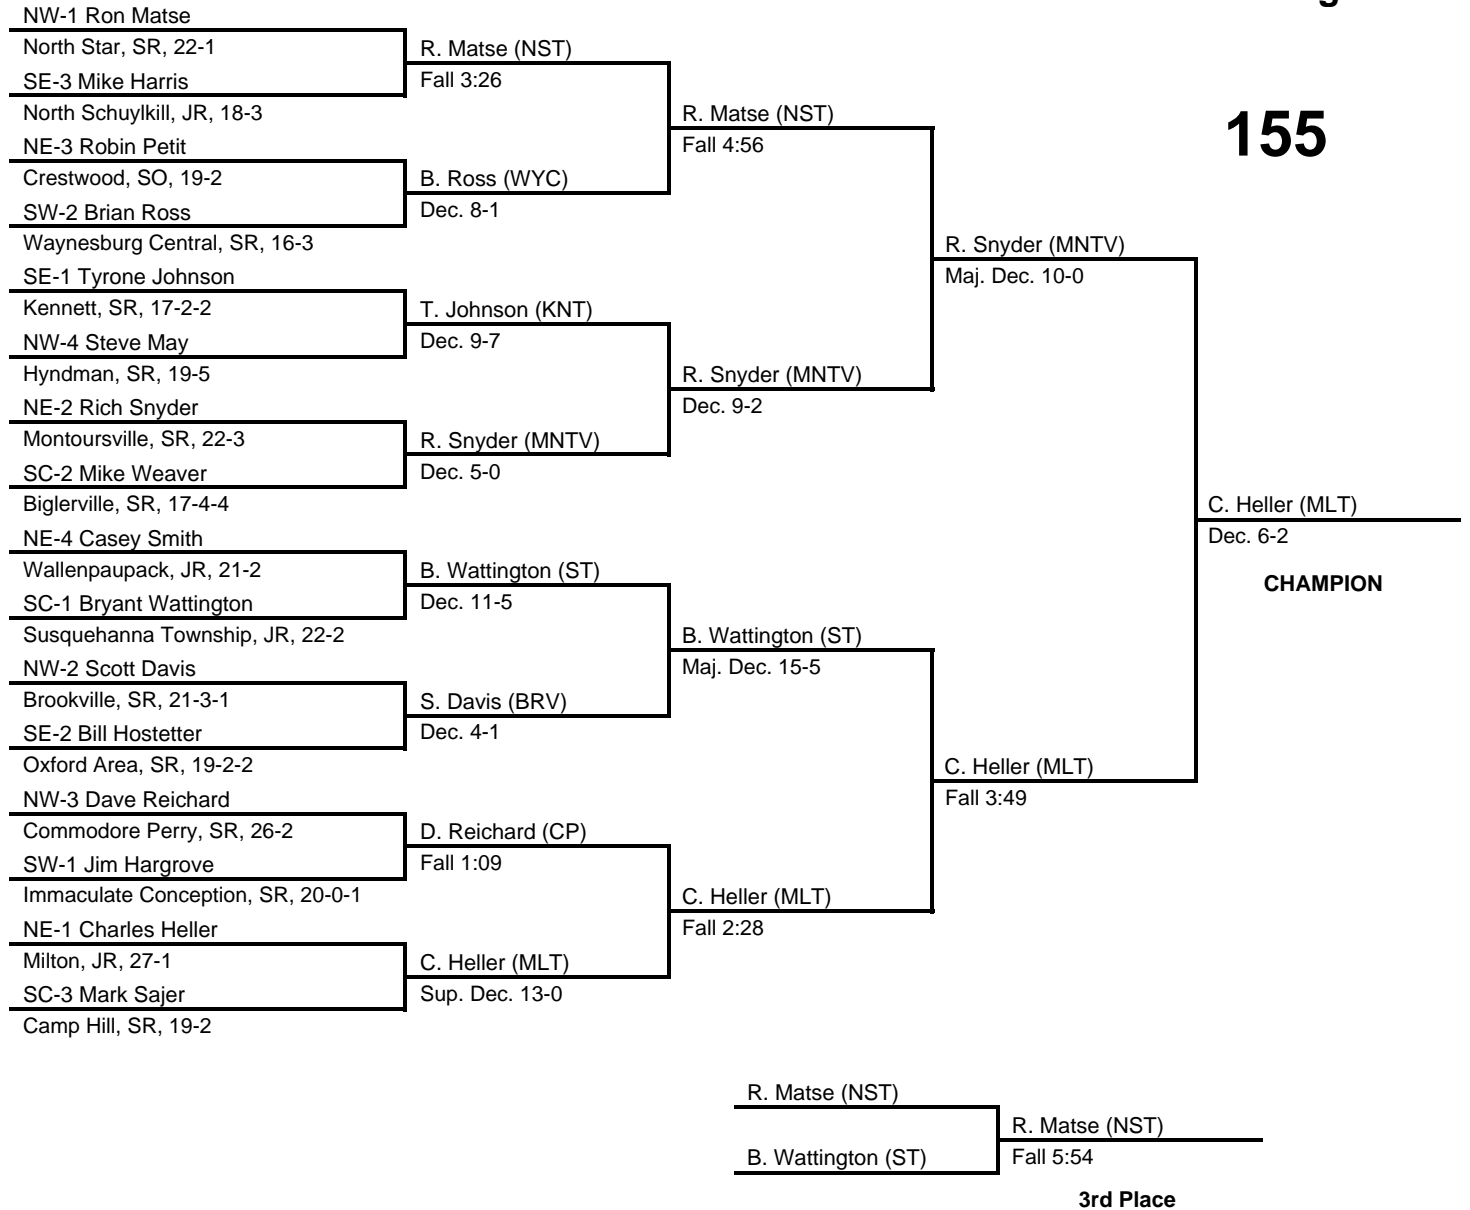 NW-1 Ron Matse
North Star, SR, 22-1
SE-3 Mike Harris
North Schuylkill, JR, 18-3
NE-3 Robin Petit
Crestwood, SO, 19-2
SW-2 Brian Ross
Waynesburg Central, SR, 16-3
SE-1 Tyrone Johnson
Kennett, SR, 17-2-2
NW-4 Steve May
Hyndman, SR, 19-5
NE-2 Rich Snyder
Montoursville, SR, 22-3
SC-2 Mike Weaver
Biglerville, SR, 17-4-4
NE-4 Casey Smith
Wallenpaupack, JR, 21-2
SC-1 Bryant Wattington
Susquehanna Township, JR, 22-2
NW-2 Scott Davis
Brookville, SR, 21-3-1
SE-2 Bill Hostetter
Oxford Area, SR, 19-2-2
NW-3 Dave Reichard
Commodore Perry, SR, 26-2
SW-1 Jim Hargrove
Immaculate Conception, SR, 20-0-1
NE-1 Charles Heller
Milton, JR, 27-1
SC-3 Mark Sajer
Camp Hill, SR, 19-2
R. Matse (NST)
Fall 3:26
B. Ross (WYC)
Dec. 8-1
T. Johnson (KNT)
Dec. 9-7
R. Snyder (MNTV)
Dec. 5-0
B. Wattington (ST)
Dec. 11-5
S. Davis (BRV)
Dec. 4-1
D. Reichard (CP)
Fall 1:09
C. Heller (MLT)
Sup. Dec. 13-0
R. Matse (NST)
Fall 4:56
R. Snyder (MNTV)
Dec. 9-2
B. Wattington (ST)
Maj. Dec. 15-5
C. Heller (MLT)
Fall 2:28
R. Snyder (MNTV)
Maj. Dec. 10-0
C. Heller (MLT)
Fall 3:49
155
C. Heller (MLT)
Dec. 6-2
CHAMPION
R. Matse (NST)
B. Wattington (ST)
R. Matse (NST)
Fall 5:54
3rd Place